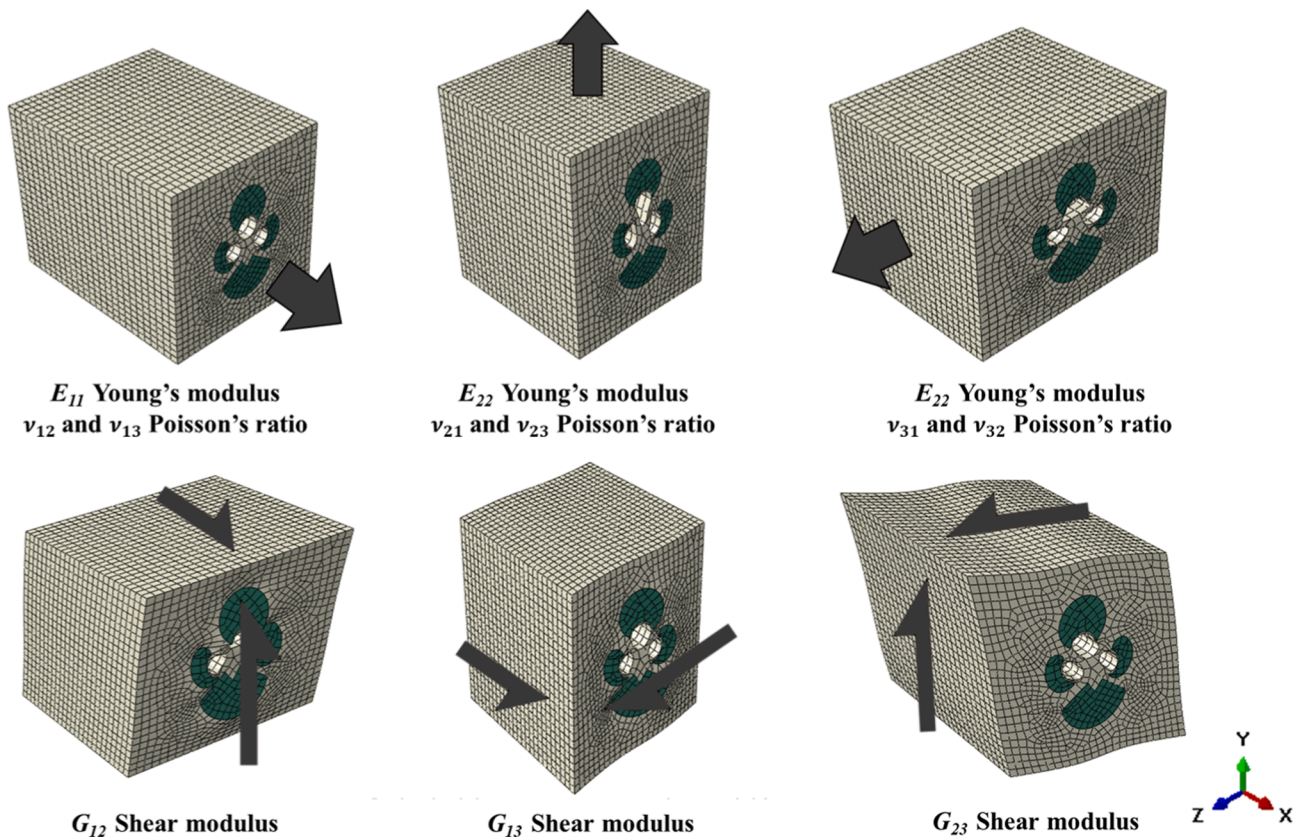 E₁₁ Young’s modulus
ν₁₂ and ν₁₃ Poisson’s ratio
E₂₂ Young’s modulus
ν₂₁ and ν₂₃ Poisson’s ratio
E₂₂ Young’s modulus
ν₃₁ and ν₃₂ Poisson’s ratio
G₁₂ Shear modulus
G₁₃ Shear modulus
G₂₃ Shear modulus
Y
Z X